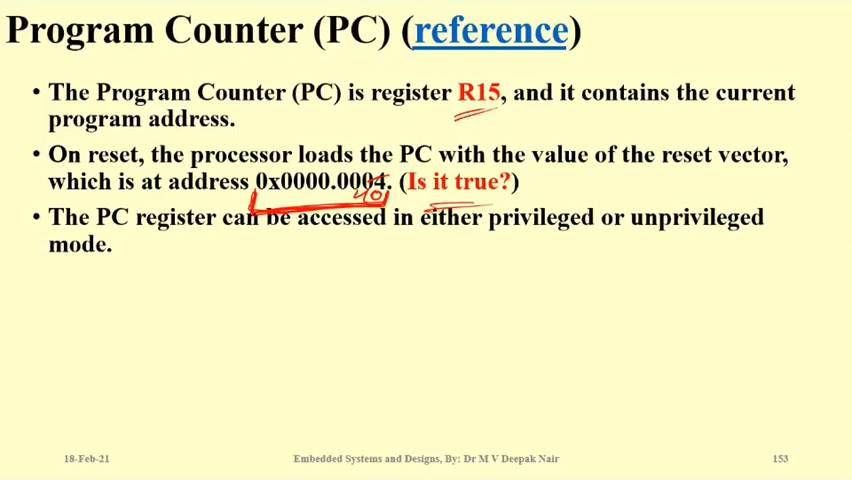 Program Counter (PC) (reference)
• The Program Counter (PC) is register R15, and it contains the current
program address.
• On reset, the processor loads the PC with the value of the reset vector,
which is at address 0x0000.0004. (Is it true?)
• The PC register can be accessed in either privileged or unprivileged
mode.
18-Feb-21 Embedded Systems and Designs, By: Dr M V Deepak Nair 153